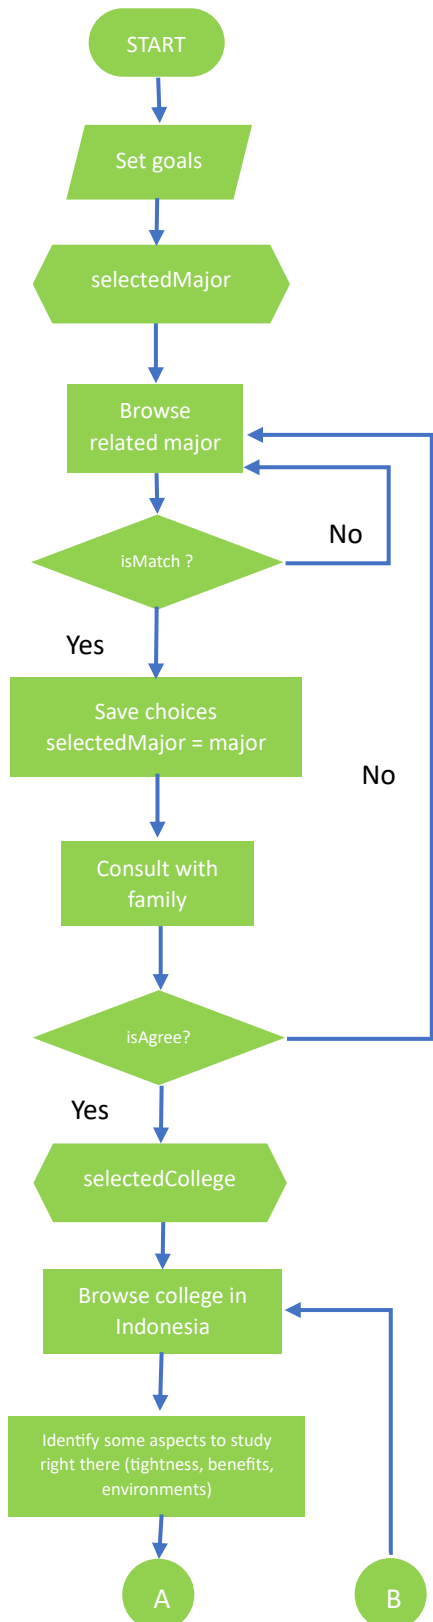 START
Set goals
selectedMajor
Browse
related major
No
isMatch ?
Yes
Save choices
selectedMajor = major
No
Consult with
family
isAgree?
Yes
selectedCollege
Browse college in
Indonesia
Identify some aspects to study
right there (tightness, benefits,
environments)
A
B